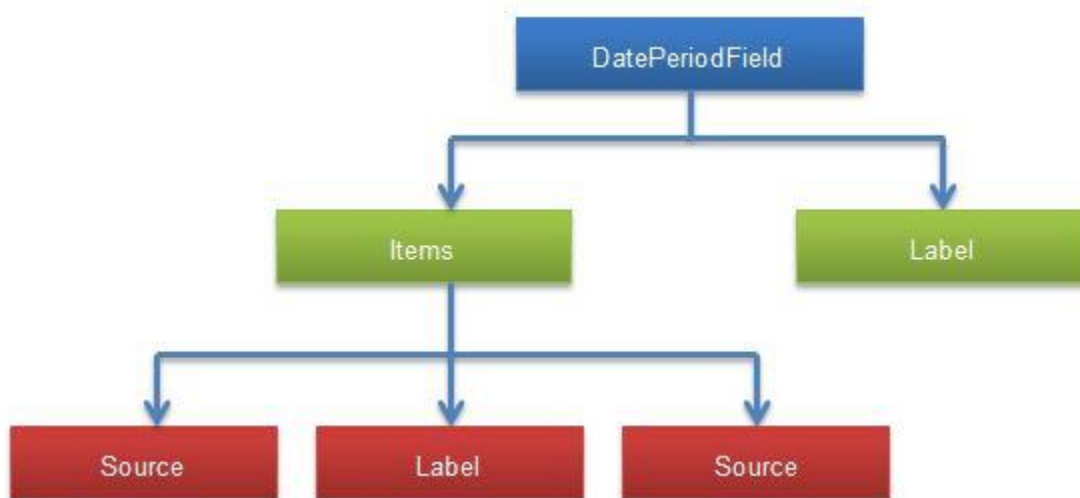 DatePeriodField
Items
Label
Source
Label
Source